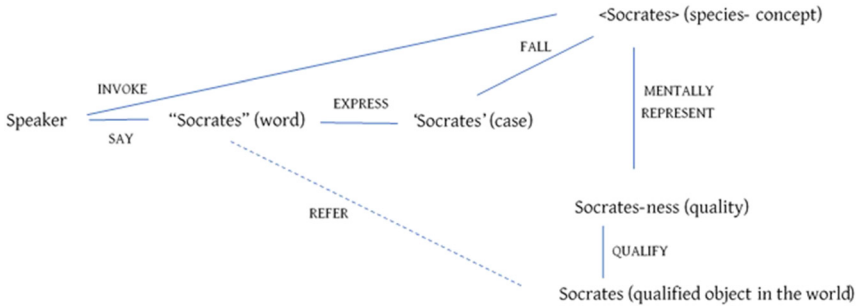 <Socrates> (species- concept)
FALL
INVOKE
MENTALLY
REPRESENT
EXPRESS
Speaker
“Socrates” (word)
‘Socrates’ (case)
SAY
Socrates-ness (quality)
REFER
QUALIFY
Socrates (qualified object in the world)